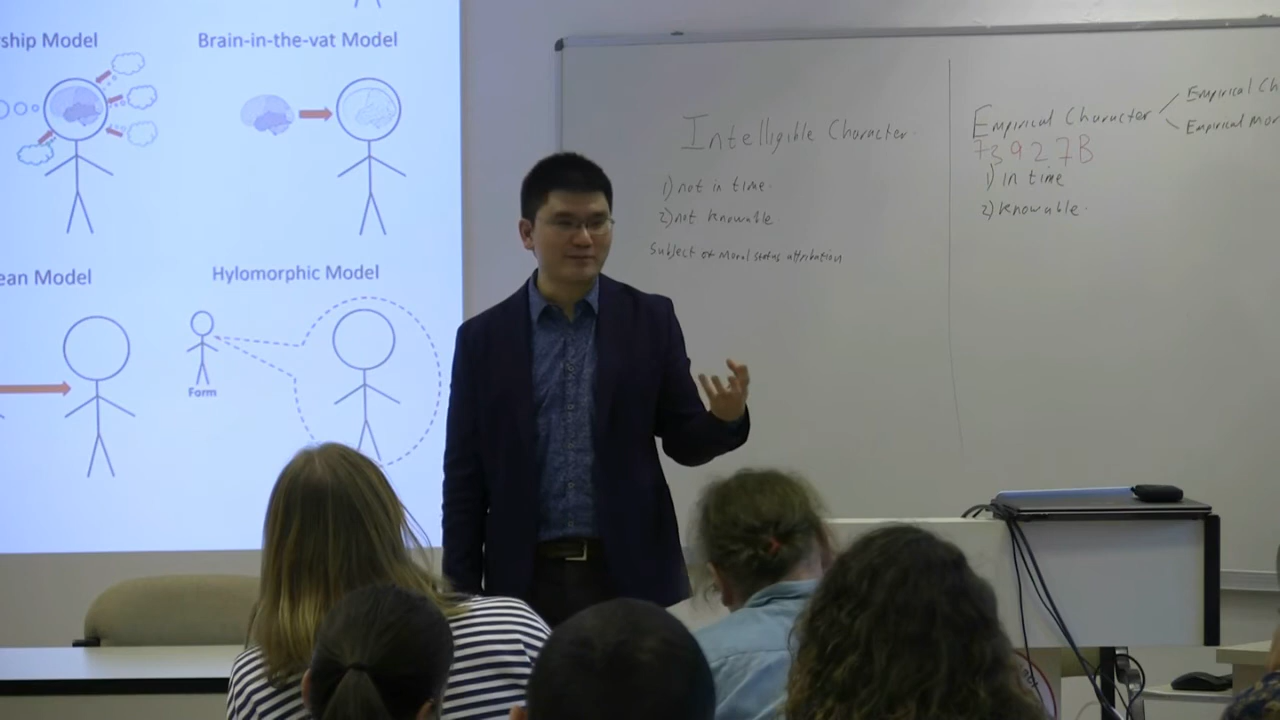 ship Model
Brain-in-the-vat Model
ean Model
Hylomorphic Model
Form
Intelligible Character
1) not in time.
2) not knowable
Subject of Moral status attribution
Empirical Character
Empirical Ch
Empirical Mor
73927B
1) in time
2) knowable.